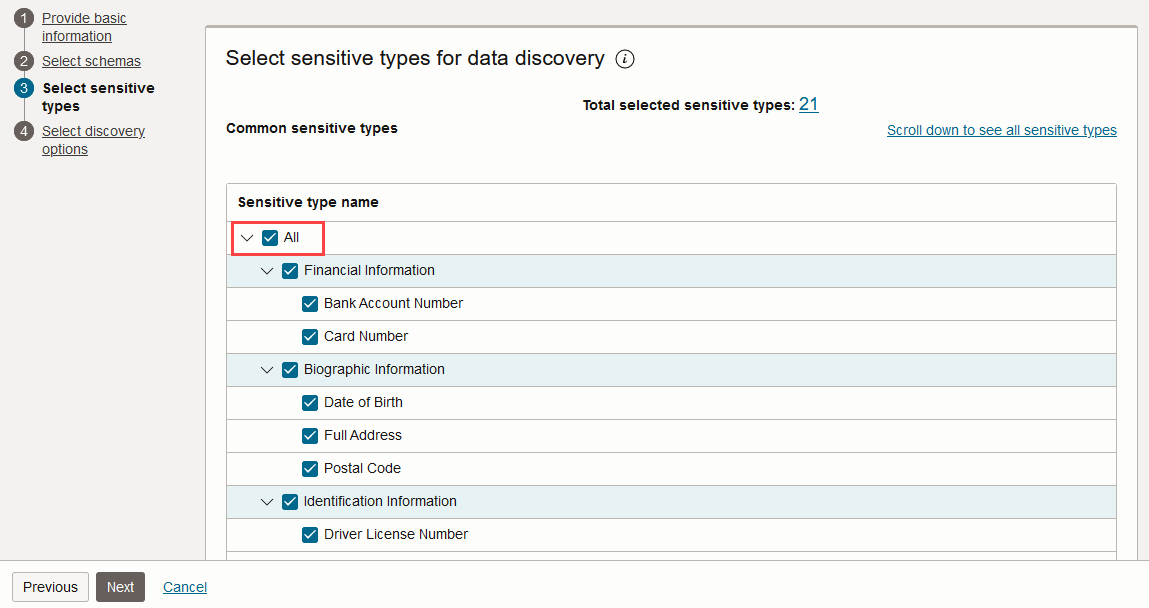 1 Provide basic
information
2 Select schemas
3 Select sensitive
types
4 Select discovery
options
Select sensitive types for data discovery i
Total selected sensitive types: 21
Common sensitive types
Scroll down to see all sensitive types
Sensitive type name
All
Financial Information
Bank Account Number
Card Number
Biographic Information
Date of Birth
Full Address
Postal Code
Identification Information
Driver License Number
Previous Next Cancel